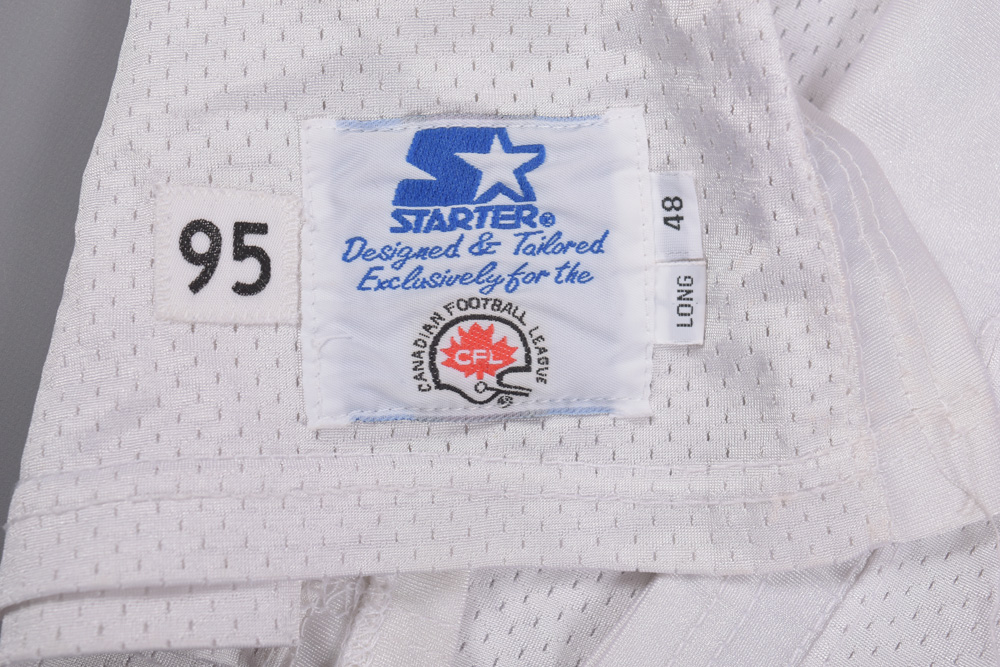 95
STARTER®
Designed & Tailored
Exclusively for the
CANADIAN FOOTBALL LEAGUE
CFL
48
LONG